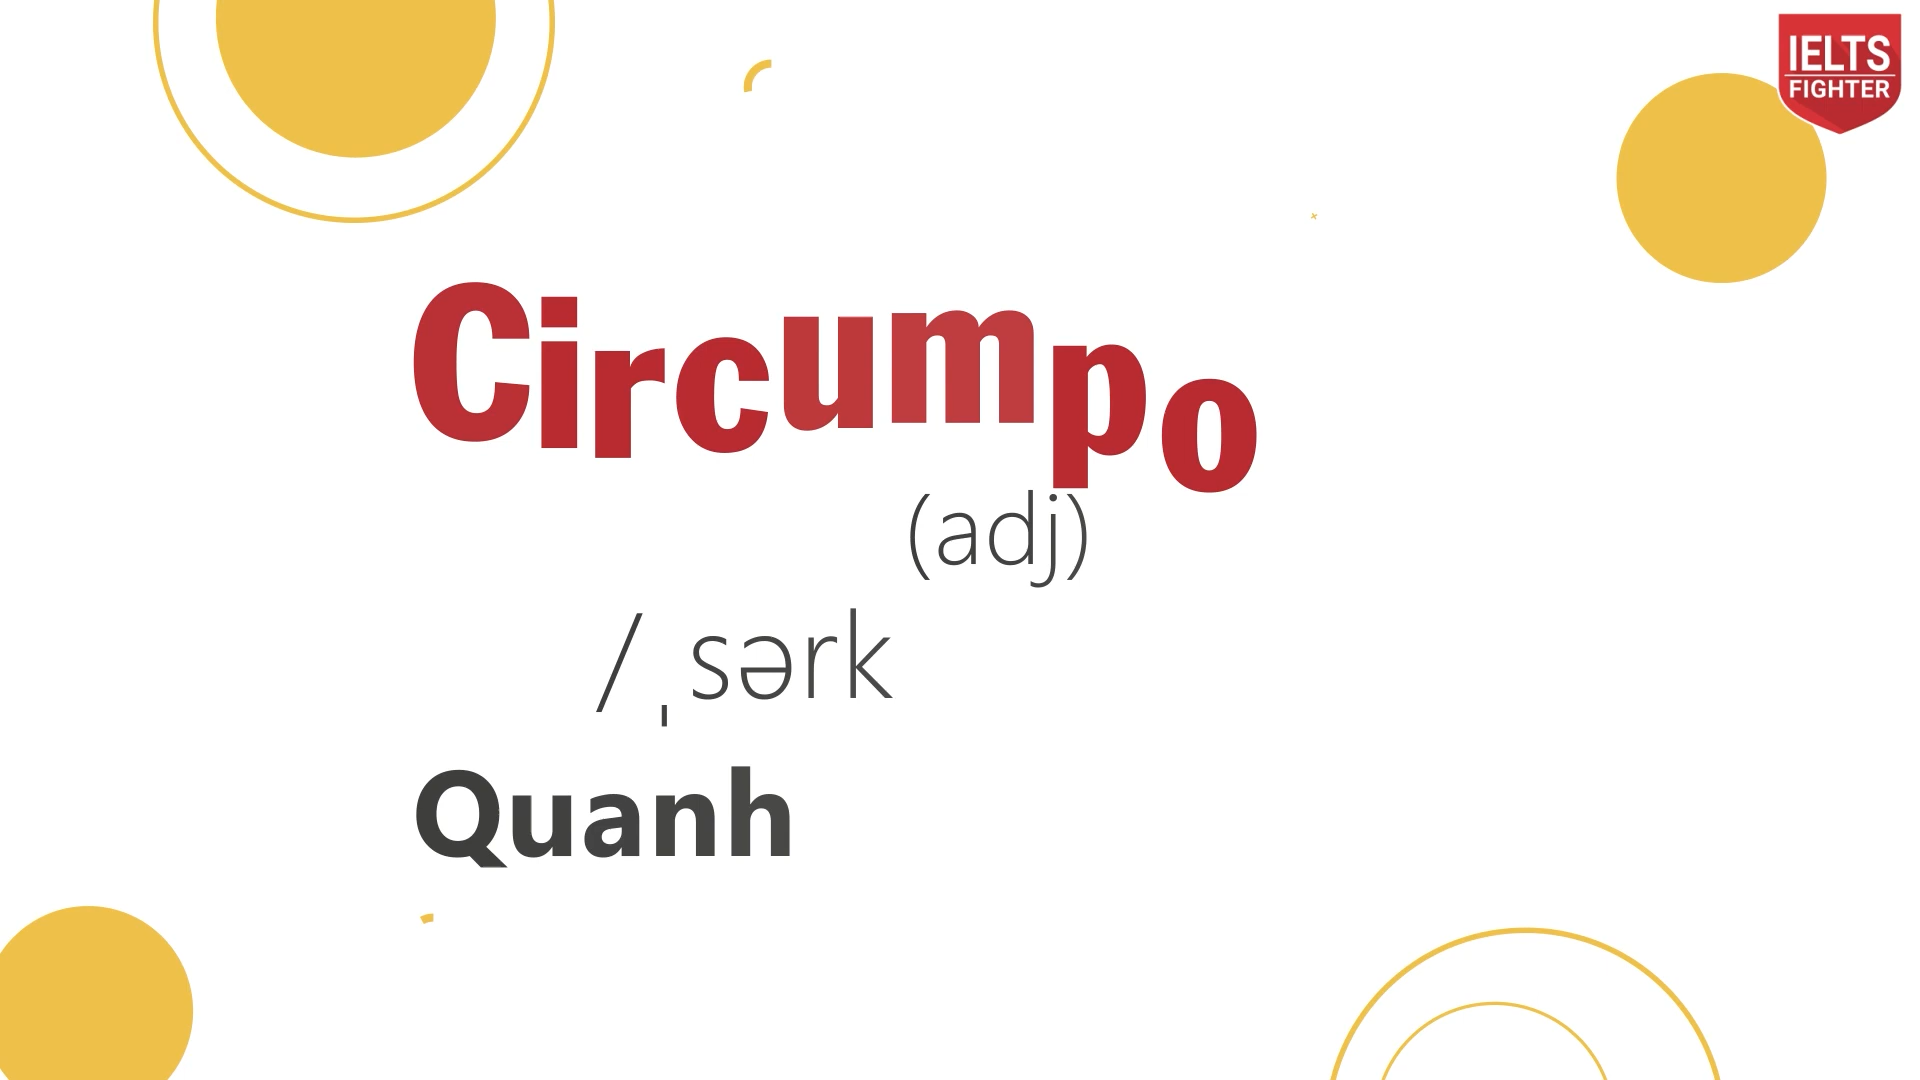 IELTS
FIGHTER
Circumpo
(adj)
/ˌsərk
Quanh